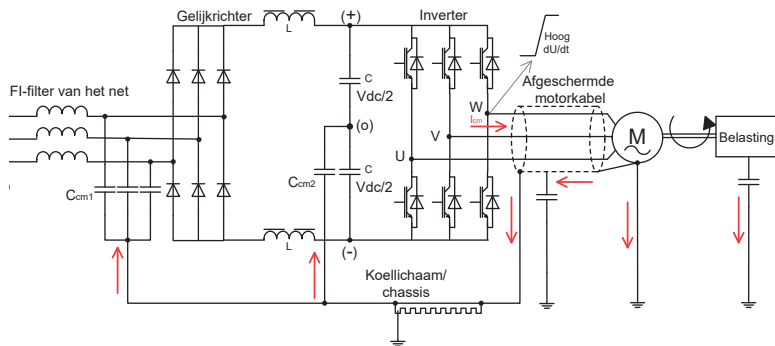 Gelijkrichter
L
(+)
Inverter
Hoog
dU/dt
FI-filter van het net
C
Vdc/2
Afgeschermde
motorkabel
W
Icm
(o)
V
M
Belasting
Ccm1
Ccm2
C
Vdc/2
U
L
(-)
Koellichaam/
chassis